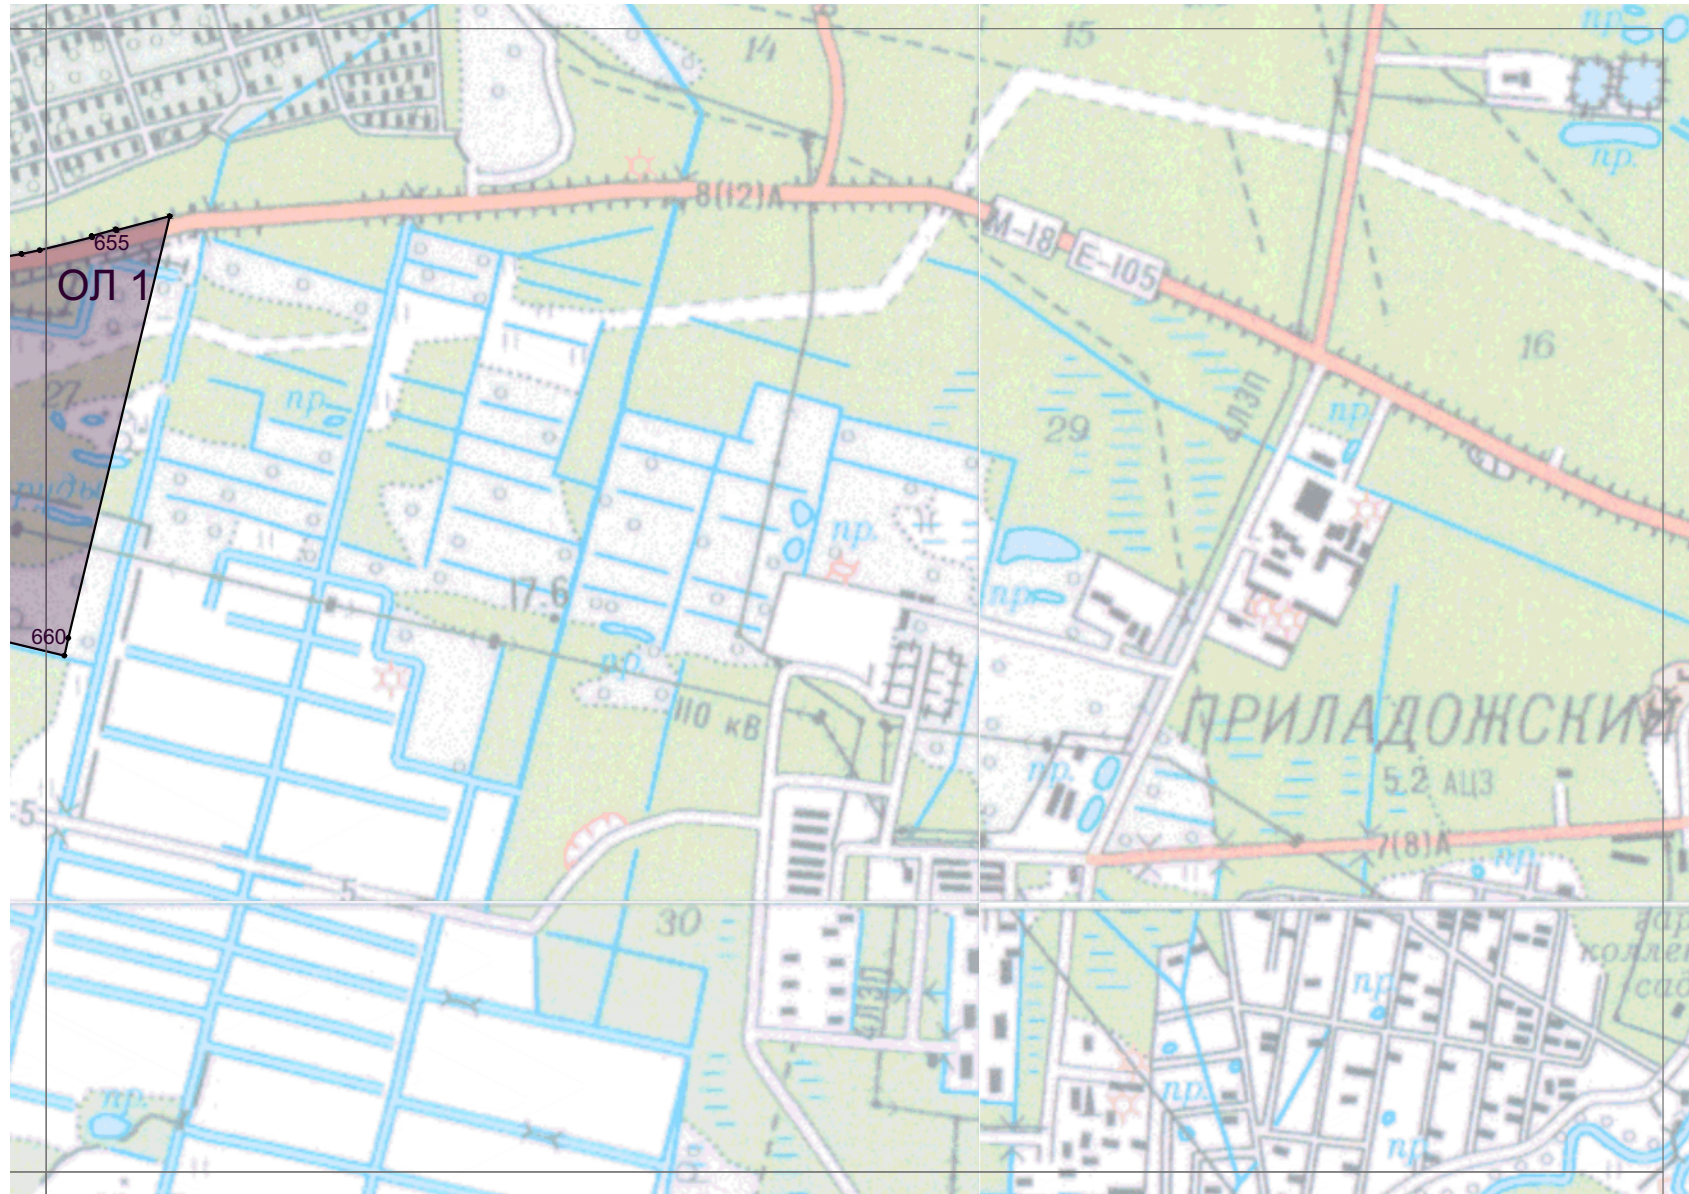 пр.
14
15
8(12)А
М-18
Е-105
пр.
655
ОЛ 1
16
27
пр.
4ЛЭП
пр.
29
пр.
17.6
пр.
660
пр.
110 кВ
ПРИЛАДОЖСКИЙ
пр.
5.2 АЦЗ
5
7(8)А
пр.
5
30
4ЛЭП
пр.
пр.
пр.
пр.